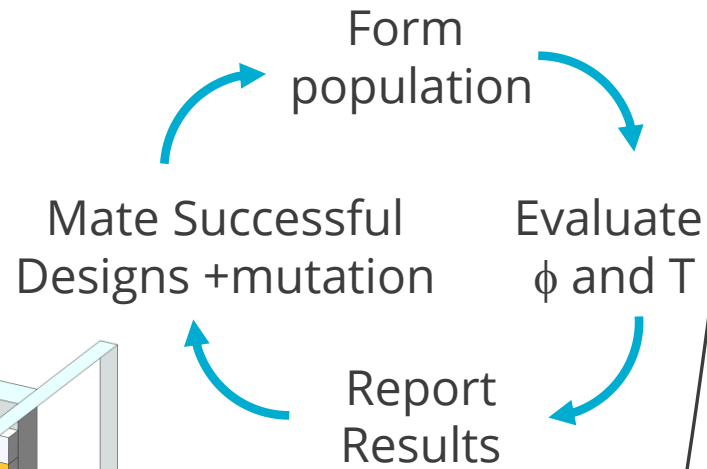 Form
population
Mate Successful
Designs +mutation
Evaluate
ϕ and T
Report
Results